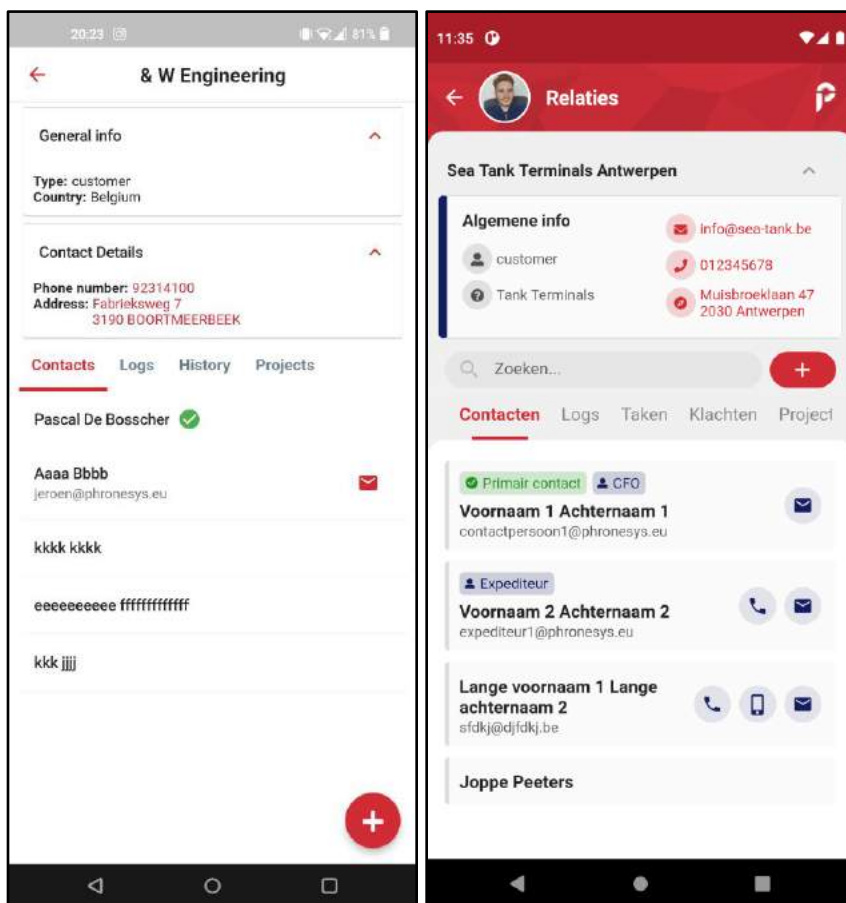 20:23 81%
& W Engineering
General info
Type: customer
Country: Belgium
Contact Details
Phone number: 92314100
Address: Fabrieksweg 7
3190 BOORTMEERBEEK
Contacts Logs History Projects
Pascal De Bosscher
Aaaa Bbbb
jeroen@phronesys.eu
kkkk kkkk
eeeeeeeeee fffffffffffff
kkk jjjj
11:35
Relaties
Sea Tank Terminals Antwerpen
Algemene info
info@sea-tank.be
customer
012345678
Tank Terminals
Muisbroeklaan 47
2030 Antwerpen
Zoeken...
Contacten Logs Taken Klachten Project
Primair contact CFO
Voornaam 1 Achternaam 1
contactpersoon1@phronesys.eu
Expediteur
Voornaam 2 Achternaam 2
expediteur1@phronesys.eu
Lange voornaam 1 Lange
achternaam 2
sfdkj@djfdkj.be
Joppe Peeters